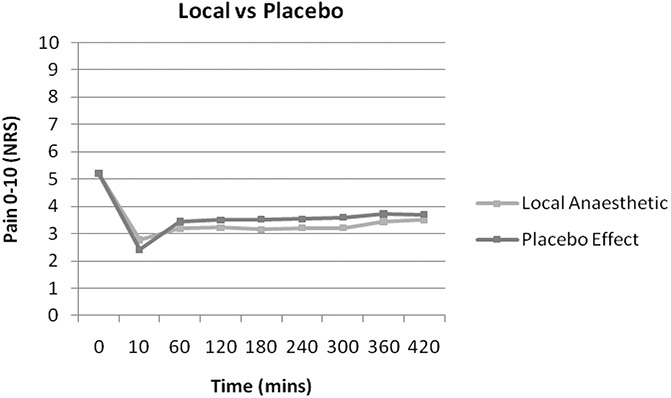 Local vs Placebo
10
9
8
7
6
5
4
3
2
1
0
Pain 0-10 (NRS)
0 10 60 120 180 240 300 360 420
Time (mins)
Local Anaesthetic
Placebo Effect